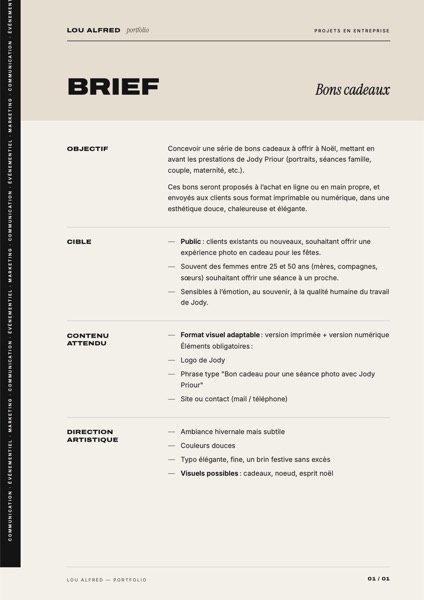 LOU ALFRED portfolio
PROJETS EN ENTREPRISE
BRIEF
Bons cadeaux
OBJECTIF
Concevoir une série de bons cadeaux à offrir à Noël, mettant en
avant les prestations de Jody Priour (portraits, séances famille,
couple, maternité, etc.).
Ces bons seront proposés à l'achat en ligne ou en main propre, et
envoyés aux clients sous format imprimable ou numérique, dans une
esthétique douce, chaleureuse et élégante.
CIBLE
— Public : clients existants ou nouveaux, souhaitant offrir une
expérience photo en cadeau pour les fêtes.
— Souvent des femmes entre 25 et 50 ans (mères, compagnes,
sœurs) souhaitant offrir une séance à un proche.
— Sensibles à l'émotion, au souvenir, à la qualité humaine du travail
de Jody.
CONTENU
ATTENDU
— Format visuel adaptable : version imprimée + version numérique
Éléments obligatoires :
— Logo de Jody
— Phrase type "Bon cadeau pour une séance photo avec Jody
Priour"
— Site ou contact (mail / téléphone)
DIRECTION
ARTISTIQUE
— Ambiance hivernale mais subtile
— Couleurs douces
— Typo élégante, fine, un brin festive sans excès
— Visuels possibles : cadeaux, noeud, esprit noël
LOU ALFRED — PORTFOLIO
01 / 01
COMMUNICATION · ÉVÉNEMENTIEL · MARKETING · COMMUNICATION · ÉVÉNEMENTIEL · MARKETING · COMMUNICATION · ÉVÉNEMENTIEL · MARKETING · COMMUNICATION · ÉVÉNEMENTIEL · MARKETING · COMMUNICATION · ÉVÉNEMENT